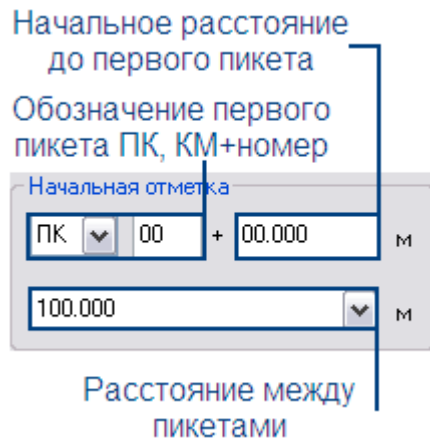 Начальное расстояние
до первого пикета
Обозначение первого
пикета ПК, КМ+номер
Начальная отметка
ПК 00 + 00.000 м
100.000 м
Расстояние между
пикетами